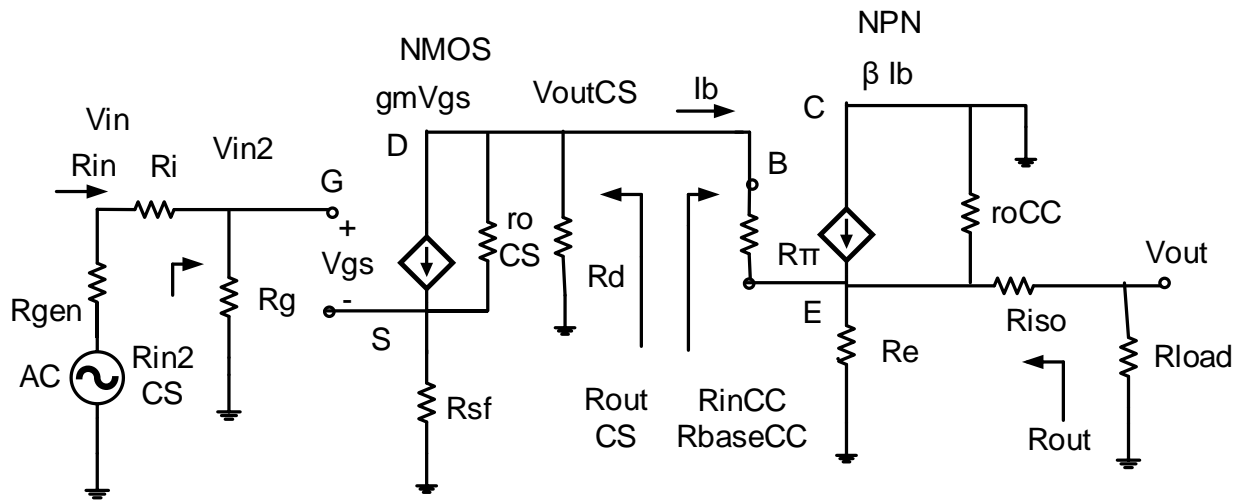 NMOS
gmVgs
NPN
β Ib
VoutCS
Ib
Vin
Rin
Ri
Vin2
G
D
C
B
+
Vgs
-
ro
CS
Rd
Rπ
roCC
Vout
Rgen
Rg
S
E
Riso
AC
Rin2
CS
Rsf
Re
Rload
Rout
CS
RinCC
RbaseCC
Rout